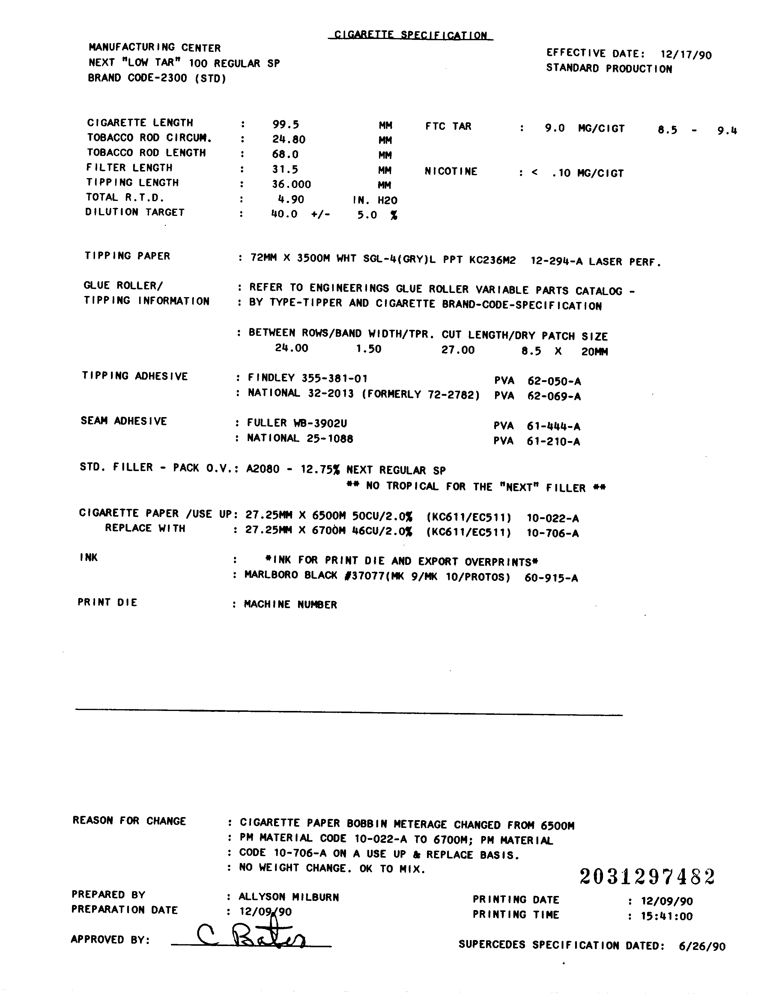 CIGARETTE SPECIFICATION
MANUFACTURING CENTER
NEXT "LOW TAR" 100 REGULAR SP
BRAND CODE-2300 (STD)
EFFECTIVE DATE: 12/17/90
STANDARD PRODUCTION
CIGARETTE LENGTH : 99.5 MM FTC TAR : 9.0 MG/CIGT 8.5 - 9.4
TOBACCO ROD CIRCUM. : 24.80 MM
TOBACCO ROD LENGTH : 68.0 MM
FILTER LENGTH : 31.5 MM NICOTINE : < .10 MG/CIGT
TIPPING LENGTH : 36.000 MM
TOTAL R.T.D. : 4.90 IN. H2O
DILUTION TARGET : 40.0 +/- 5.0 %
TIPPING PAPER : 72MM X 3500M WHT SGL-4(GRY)L PPT KC236M2 12-294-A LASER PERF.
GLUE ROLLER/ : REFER TO ENGINEERINGS GLUE ROLLER VARIABLE PARTS CATALOG -
TIPPING INFORMATION : BY TYPE-TIPPER AND CIGARETTE BRAND-CODE-SPECIFICATION
: BETWEEN ROWS/BAND WIDTH/TPR. CUT LENGTH/DRY PATCH SIZE
24.00 1.50 27.00 8.5 X 20MM
TIPPING ADHESIVE : FINDLEY 355-381-01 PVA 62-050-A
: NATIONAL 32-2013 (FORMERLY 72-2782) PVA 62-069-A
SEAM ADHESIVE : FULLER WB-3902U PVA 61-444-A
: NATIONAL 25-1088 PVA 61-210-A
STD. FILLER - PACK O.V.: A2080 - 12.75% NEXT REGULAR SP
** NO TROPICAL FOR THE "NEXT" FILLER **
CIGARETTE PAPER /USE UP: 27.25MM X 6500M 50CU/2.0% (KC611/EC511) 10-022-A
REPLACE WITH : 27.25MM X 6700M 46CU/2.0% (KC611/EC511) 10-706-A
INK : *INK FOR PRINT DIE AND EXPORT OVERPRINTS*
: MARLBORO BLACK #37077(MK 9/MK 10/PROTOS) 60-915-A
PRINT DIE : MACHINE NUMBER
REASON FOR CHANGE : CIGARETTE PAPER BOBBIN METERAGE CHANGED FROM 6500M
: PM MATERIAL CODE 10-022-A TO 6700M; PM MATERIAL
: CODE 10-706-A ON A USE UP & REPLACE BASIS.
: NO WEIGHT CHANGE. OK TO MIX.
2031297482
PREPARED BY : ALLYSON MILBURN PRINTING DATE : 12/09/90
PREPARATION DATE : 12/09/90 PRINTING TIME : 15:41:00
APPROVED BY: C Bates
SUPERCEDES SPECIFICATION DATED: 6/26/90